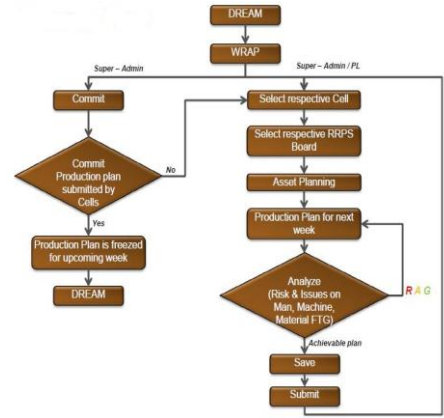 DREAM
WRAP
Super – Admin
Super – Admin / PL
Commit
Select respective Cell
Commit
Production plan
submitted by
Cells
No
Select respective RRPS
Board
Asset Planning
Yes
Production Plan is freezed
for upcoming week
Production Plan for next
week
DREAM
Analyze
(Risk & Issues on
Man, Machine,
Material FTG)
R A G
Achievable plan
Save
Submit